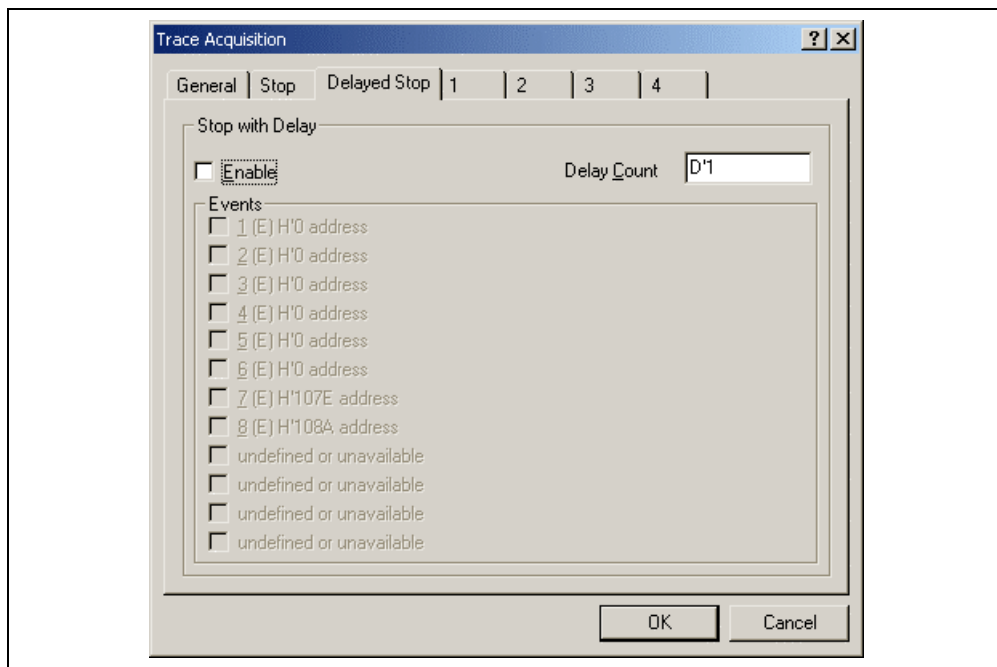 Trace Acquisition
General Stop Delayed Stop 1 2 3 4
Stop with Delay
Enable Delay Count D'1
Events
1 (E) H'0 address
2 (E) H'0 address
3 (E) H'0 address
4 (E) H'0 address
5 (E) H'0 address
6 (E) H'0 address
7 (E) H'107E address
8 (E) H'108A address
undefined or unavailable
undefined or unavailable
undefined or unavailable
undefined or unavailable
OK Cancel